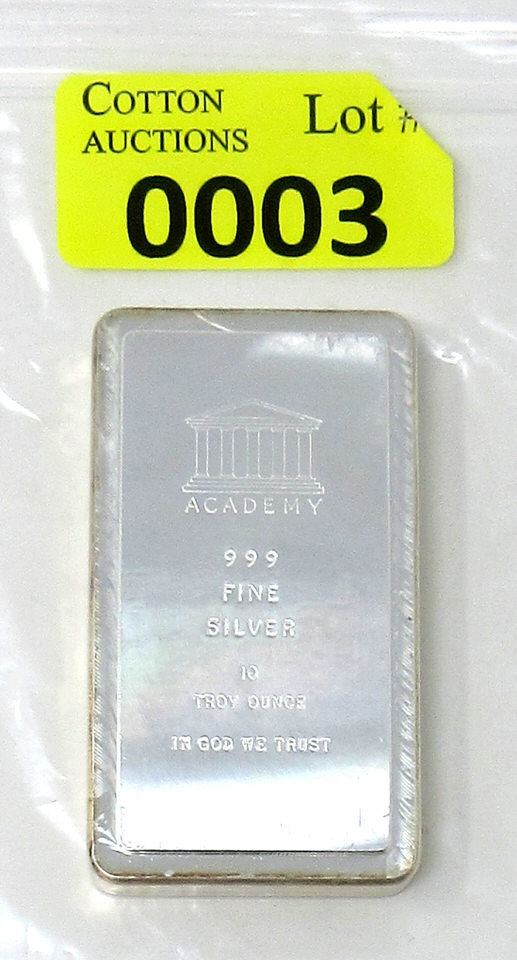 COTTON
AUCTIONS
Lot #
0003
ACADEMY
999
FINE
SILVER
10
TROY OUNCE
IN GOD WE TRUST